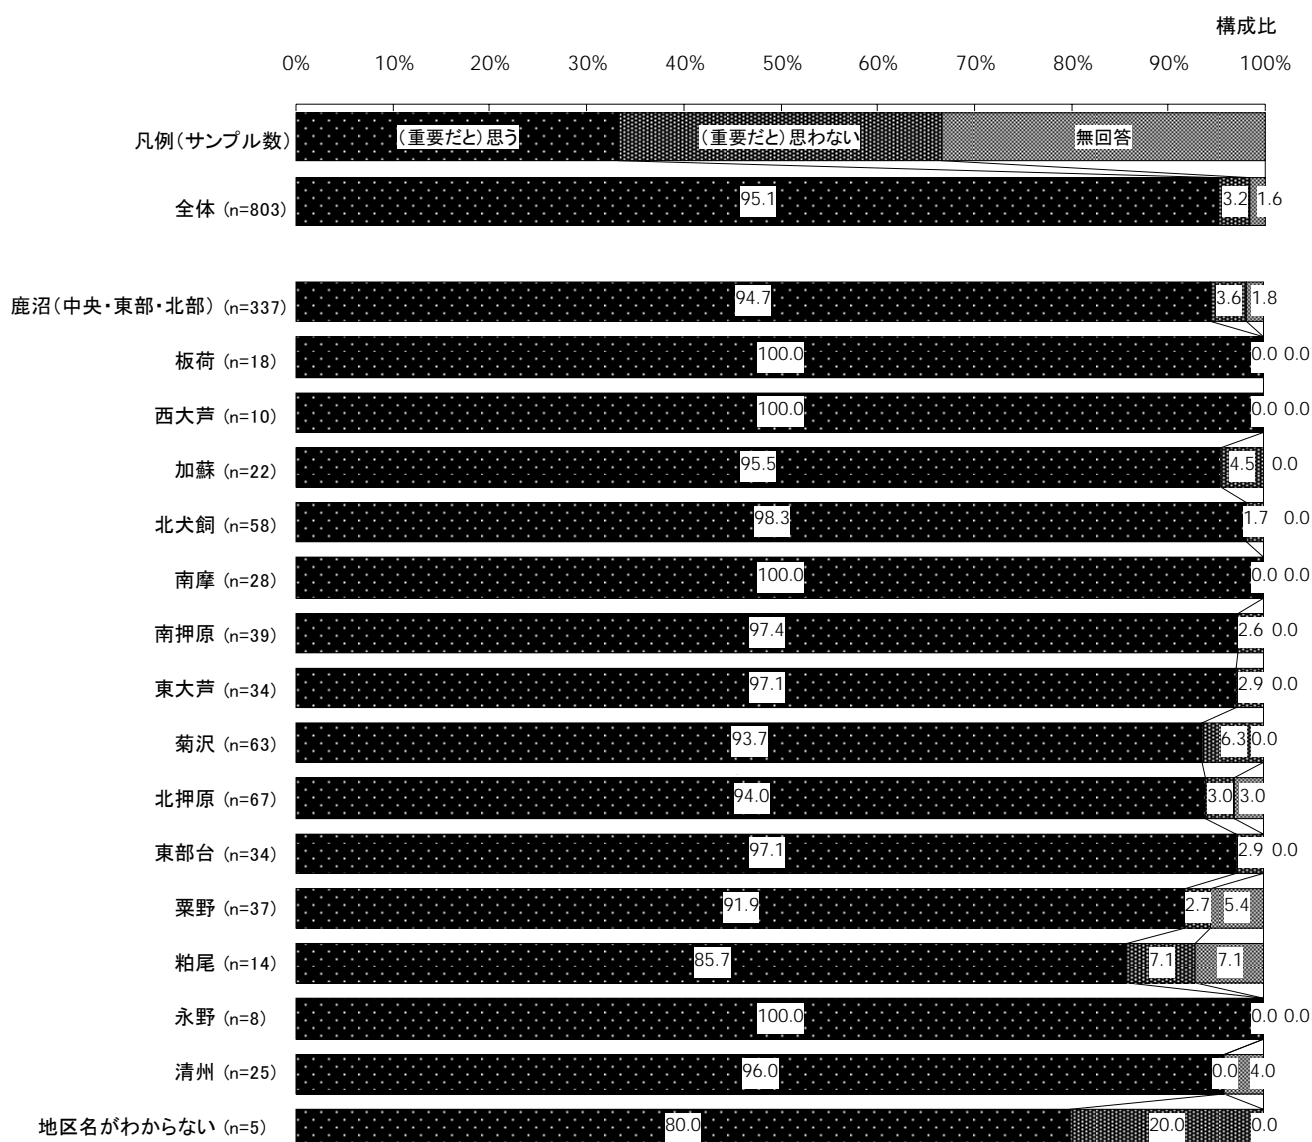 構成比
0% 10% 20% 30% 40% 50% 60% 70% 80% 90% 100%
凡例(サンプル数) (重要だと)思う (重要だと)思わない 無回答
全体 (n=803) 95.1 3.2 1.6
鹿沼(中央・東部・北部) (n=337) 94.7 3.6 1.8
板荷 (n=18) 100.0 0.0 0.0
西大芦 (n=10) 100.0 0.0 0.0
加蘇 (n=22) 95.5 4.5 0.0
北犬飼 (n=58) 98.3 1.7 0.0
南摩 (n=28) 100.0 0.0 0.0
南押原 (n=39) 97.4 2.6 0.0
東大芦 (n=34) 97.1 2.9 0.0
菊沢 (n=63) 93.7 6.3 0.0
北押原 (n=67) 94.0 3.0 3.0
東部台 (n=34) 97.1 2.9 0.0
粟野 (n=37) 91.9 2.7 5.4
粕尾 (n=14) 85.7 7.1 7.1
永野 (n=8) 100.0 0.0 0.0
清州 (n=25) 96.0 0.0 4.0
地区名がわからない (n=5) 80.0 20.0 0.0